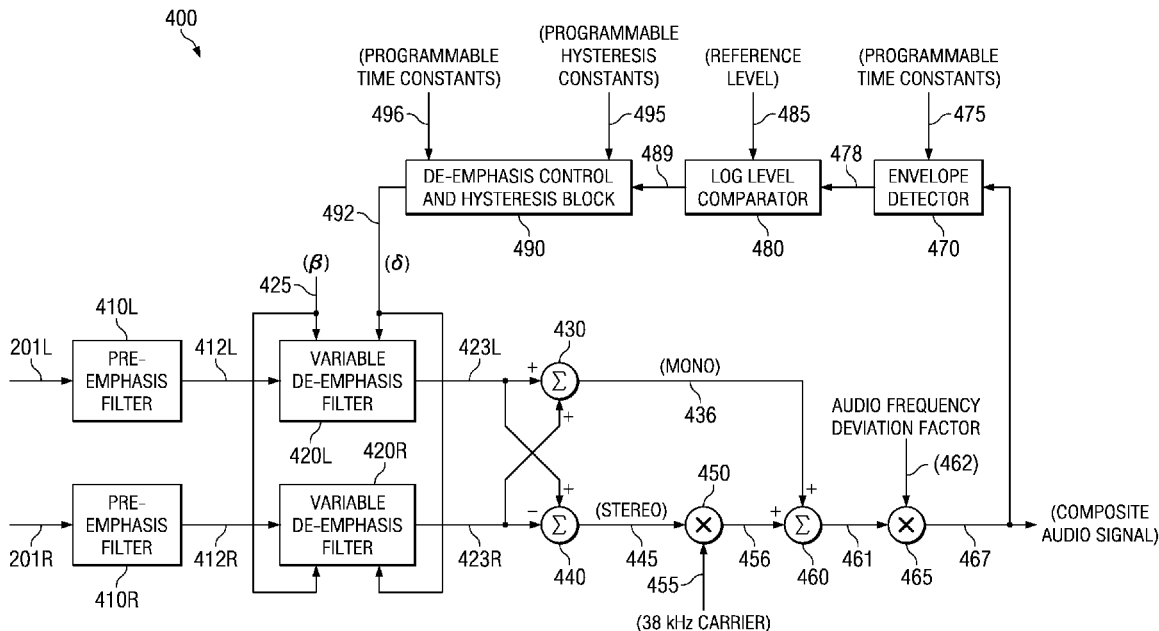 400
(PROGRAMMABLE
TIME CONSTANTS)
(PROGRAMMABLE
HYSTERESIS
CONSTANTS)
(REFERENCE
LEVEL)
(PROGRAMMABLE
TIME CONSTANTS)
496
495
485
475
DE-EMPHASIS CONTROL
AND HYSTERESIS BLOCK
490
489
LOG LEVEL
COMPARATOR
480
478
ENVELOPE
DETECTOR
470
492
(β)
425
(δ)
410L
201L
PRE-
EMPHASIS
FILTER
412L
VARIABLE
DE-EMPHASIS
FILTER
420L
423L
430
+
Σ
+
(MONO)
436
AUDIO FREQUENCY
DEVIATION FACTOR
(462)
420R
201R
PRE-
EMPHASIS
FILTER
410R
412R
VARIABLE
DE-EMPHASIS
FILTER
423R
+
−
Σ
440
(STEREO)
445
450
×
455
(38 kHz CARRIER)
456
+
+
Σ
460
461
×
465
467
(COMPOSITE
AUDIO SIGNAL)